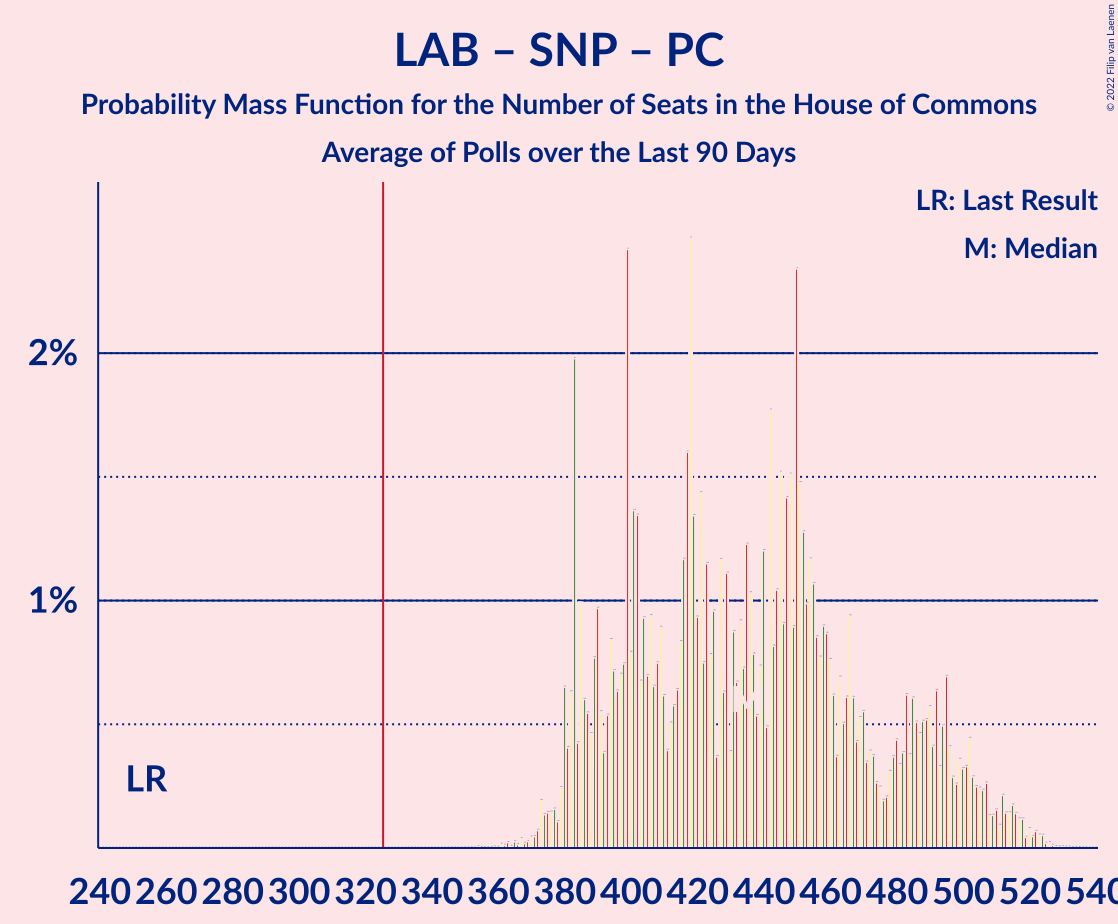 LAB – SNP – PC
Probability Mass Function for the Number of Seats in the House of Commons
Average of Polls over the Last 90 Days
© 2022 Filip van Laenen
LR: Last Result
M: Median
2%
1%
LR
240 260 280 300 320 340 360 380 400 420 440 460 480 500 520 540